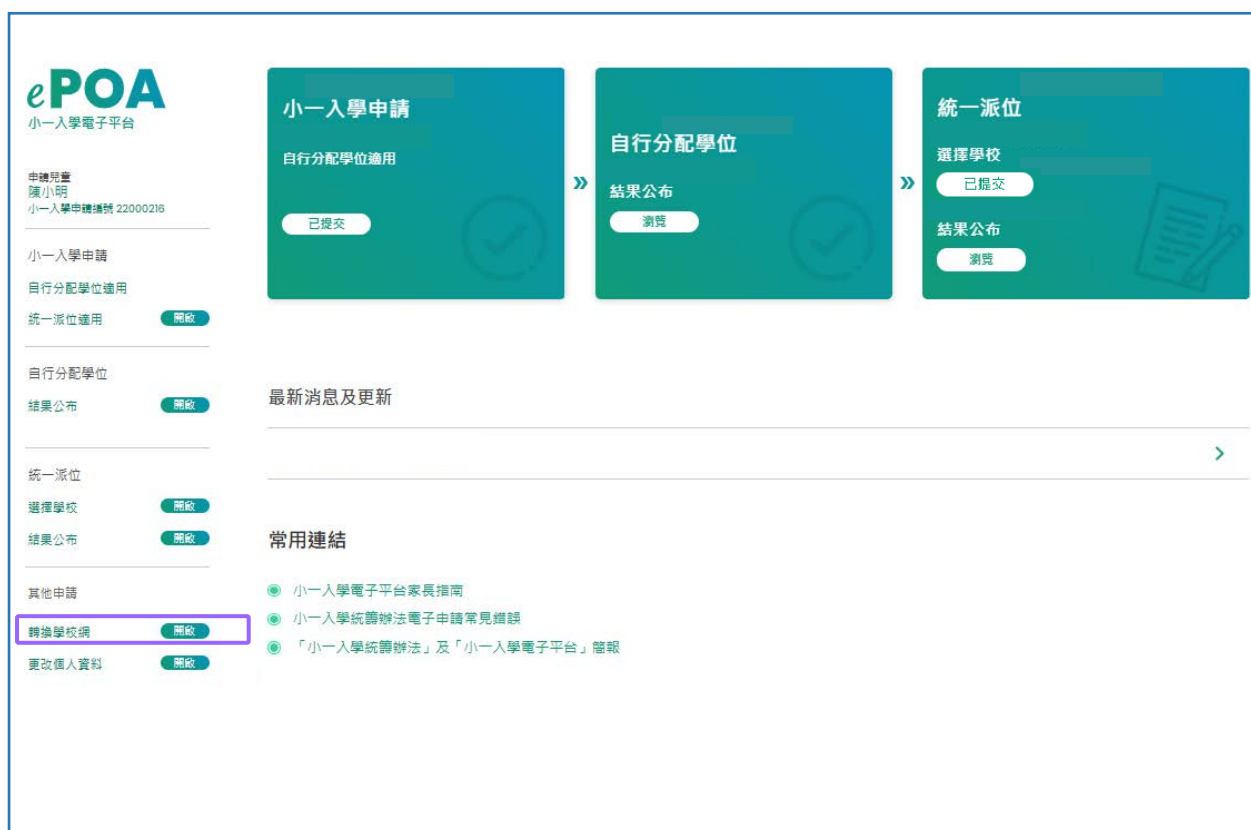 ePOA
小一入學電子平台
申請兒童
陳小明
小一入學申請編號 22000216
小一入學申請
自行分配學位適用
統一派位適用 開啟
自行分配學位
結果公布 開啟
統一派位
選擇學校 開啟
結果公布 開啟
其他申請
轉換學校網 開啟
更改個人資料 開啟
小一入學申請
自行分配學位適用
已提交
»
自行分配學位
結果公布
瀏覽
»
統一派位
選擇學校
已提交
結果公布
瀏覽
最新消息及更新
常用連結
小一入學電子平台家長指南
小一入學統籌辦法電子申請常見錯誤
「小一入學統籌辦法」及「小一入學電子平台」簡報